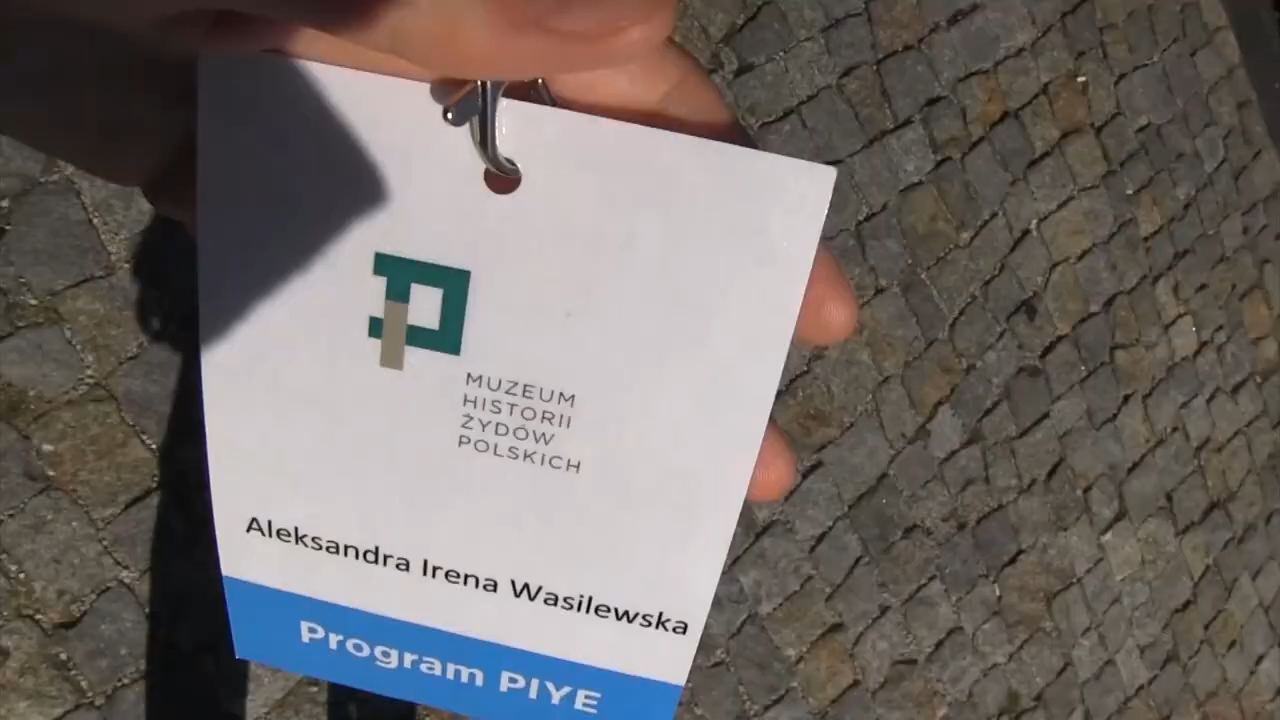 MUZEUM
HISTORII
ŻYDÓW
POLSKICH
Aleksandra Irena Wasilewska
Program PIYE